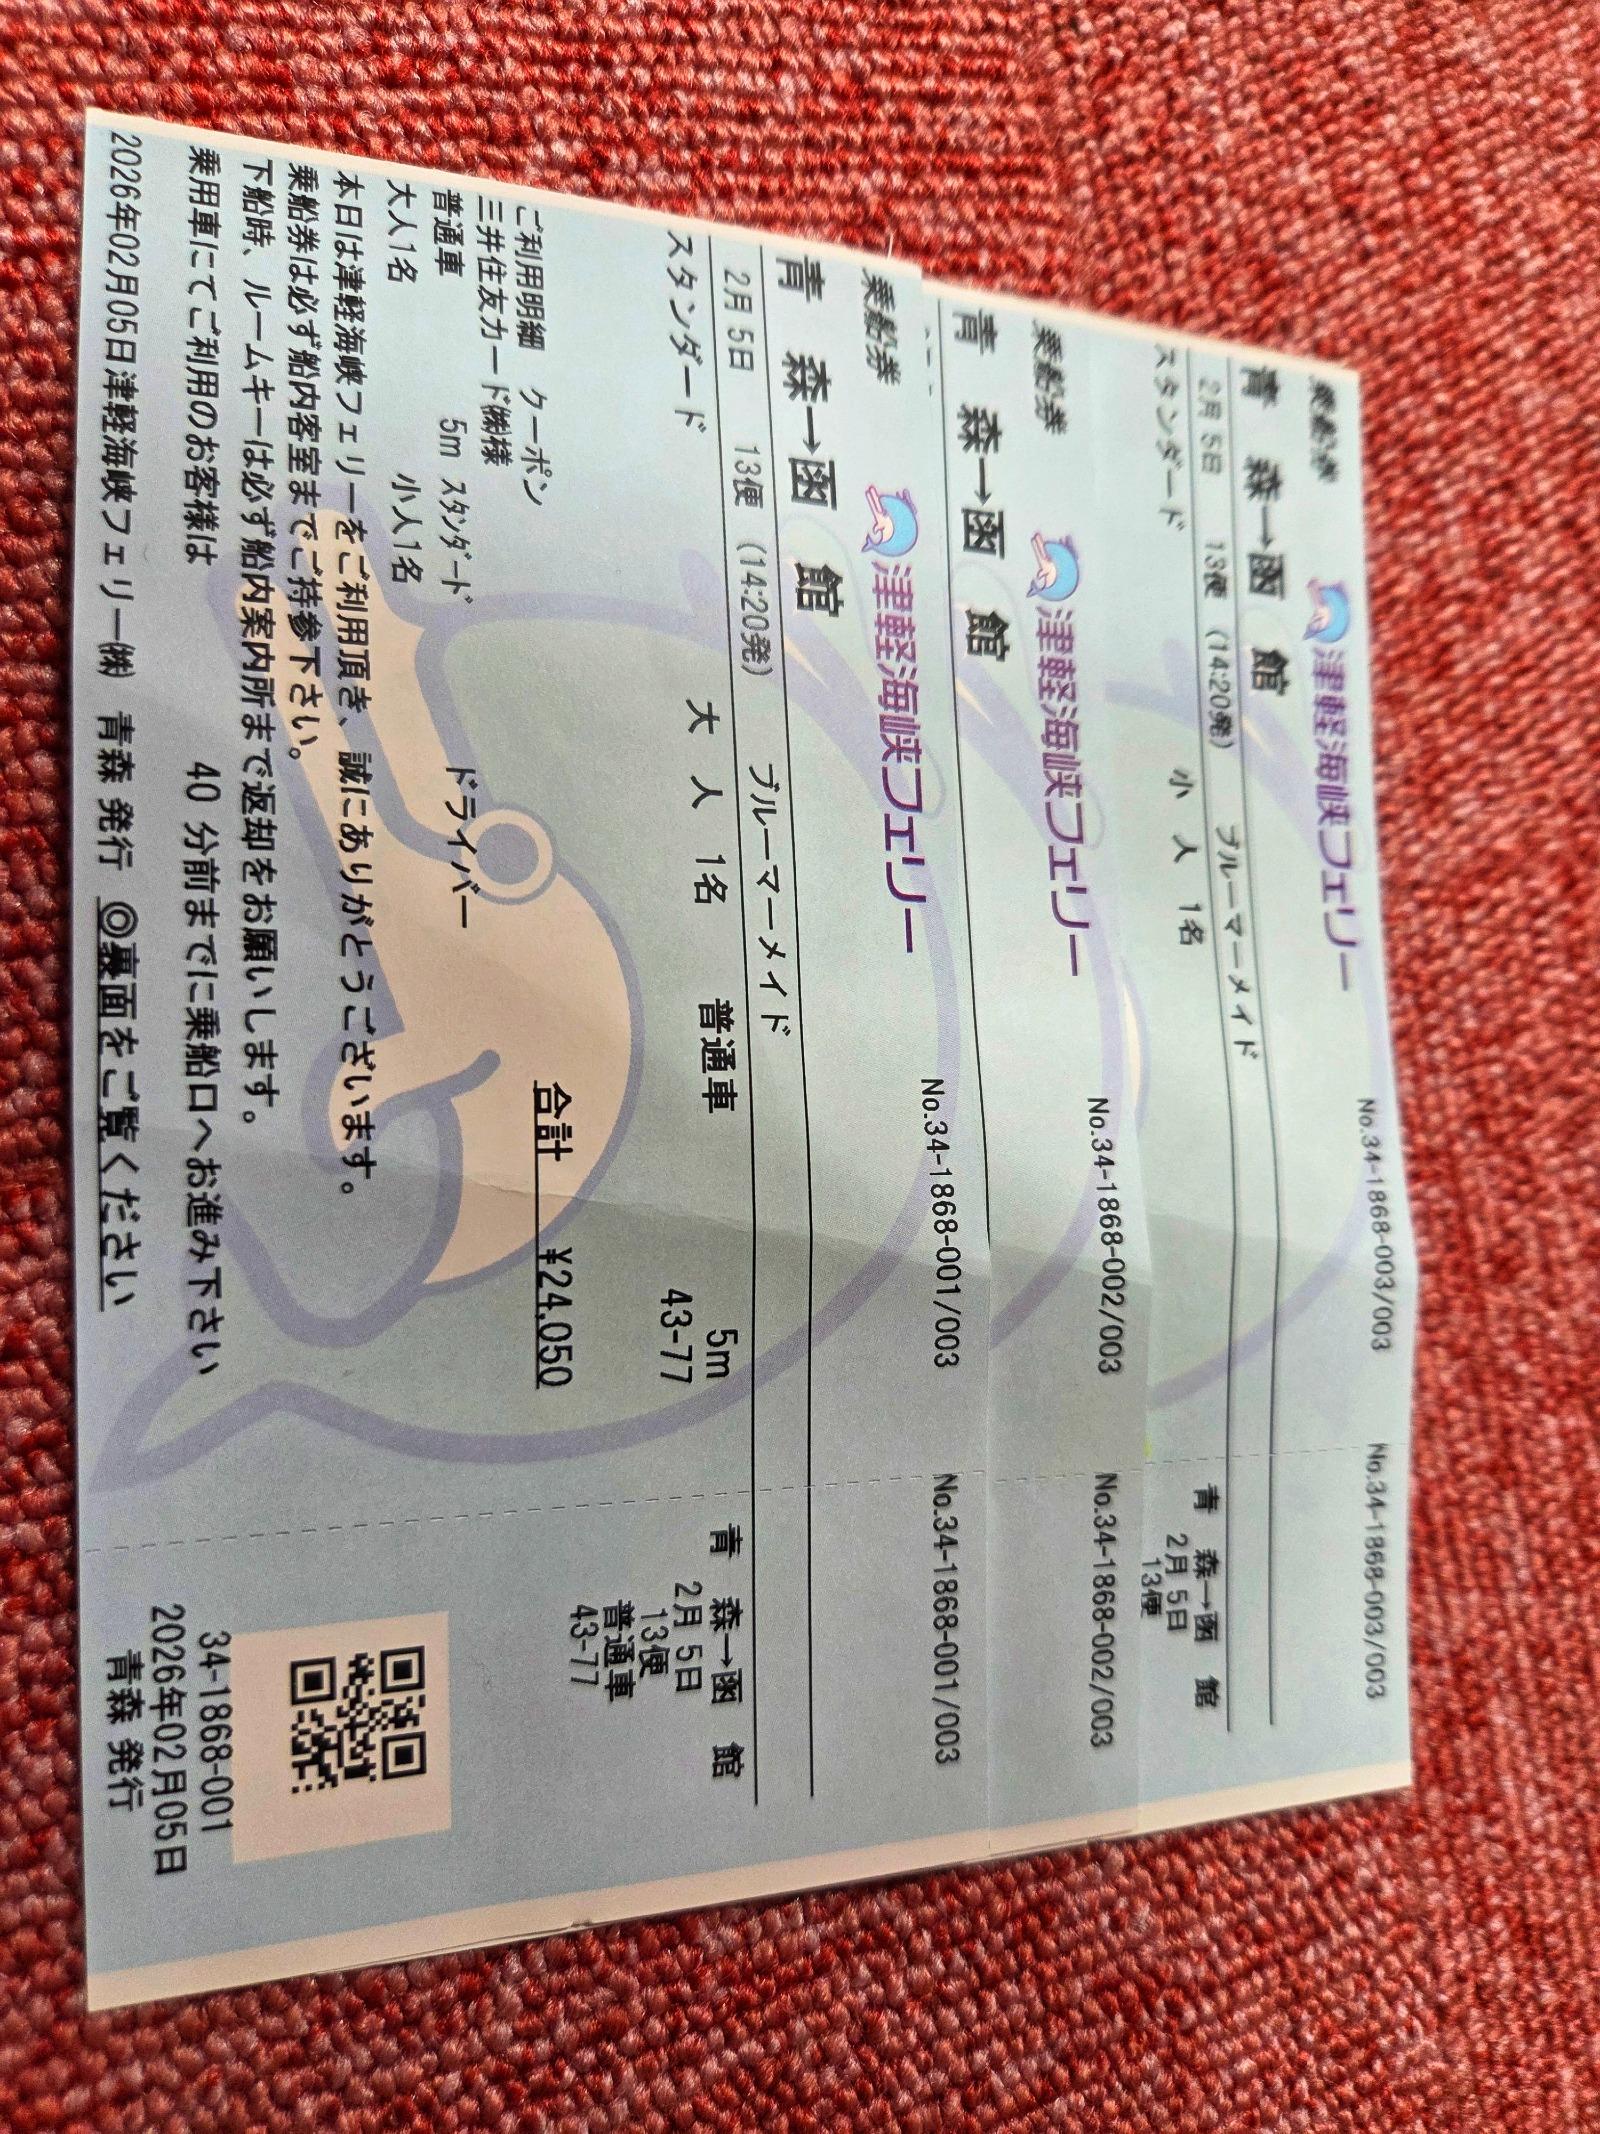 乗船券 津軽海峡フェリー No.34-1868-003/003 No.34-1868-003/003
青 森→函 館
2月 5日 13便 (14:20発) ブルーマーメイド
スタンダード 小 人 1名
青 森→函 館
2月 5日
13便
乗船券 津軽海峡フェリー No.34-1868-002/003 No.34-1868-002/003
青 森→函 館
乗船券 津軽海峡フェリー No.34-1868-001/003 No.34-1868-001/003
青 森→函 館
2月 5日 13便 (14:20発) ブルーマーメイド
スタンダード 大 人 1名 普通車 5m
43-77
ご利用明細 クーポン 合計 ¥24,050
三井住友カード㈱様
普通車 5m スタンダード ドライバー
大人1名 小人1名
本日は津軽海峡フェリーをご利用頂き、誠にありがとうございます。
乗船券は必ず船内客室までご持参下さい。
下船時、ルームキーは必ず船内案内所まで返却をお願いします。
乗用車にてご利用のお客様は 40 分前までに乗船口へお進み下さい
2026年02月05日津軽海峡フェリー㈱ 青森 発行 ◎裏面をご覧ください
青 森→函 館
2月 5日
13便
普通車
43-77
34-1868-001
2026年02月05日
青森 発行